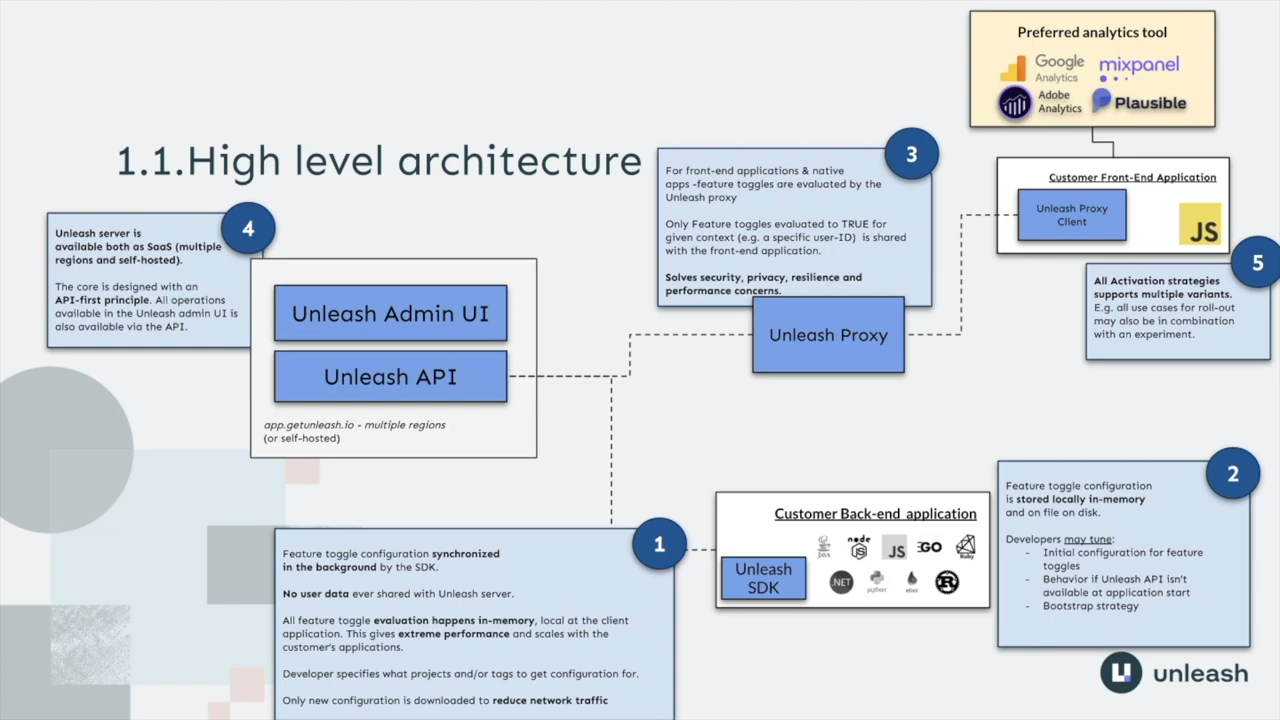 Preferred analytics tool
Google
Analytics
mixpanel
Adobe
Analytics
Plausible
1.1.High level architecture
3
For front-end applications & native
apps -feature toggles are evaluated by the
Unleash proxy
Only Feature toggles evaluated to TRUE for
given context (e.g. a specific user-ID)  is shared
with the front-end application.
Solves security, privacy, resilience and
performance concerns.
Customer Front-End Application
Unleash Proxy
Client
JS
4
Unleash server is
available both as SaaS (multiple
regions and self-hosted).
The core is designed with an
API-first principle. All operations
available in the Unleash admin UI is
also available via the API.
5
All Activation strategies
supports multiple variants.
E.g. all use cases for roll-out
may also be in combination
with an experiment.
Unleash Admin UI
Unleash API
app.getunleash.io - multiple regions
(or self-hosted)
Unleash Proxy
1
Feature toggle configuration synchronized
in the background by the SDK.
No user data ever shared with Unleash server.
All feature toggle evaluation happens in-memory, local at the client
application. This gives extreme performance and scales with the
customer's applications.
Developer specifies what projects and/or tags to get configuration for.
Only new configuration is downloaded to reduce network traffic
Customer Back-end  application
Unleash
SDK
JAVA
node
JS
JS
GO
Ruby
.NET
python
elixir
R
2
Feature toggle configuration
is stored locally in-memory
and on file on disk.
Developers may tune:
- Initial configuration for feature
toggles
- Behavior if Unleash API isn't
available at application start
- Bootstrap strategy
unleash